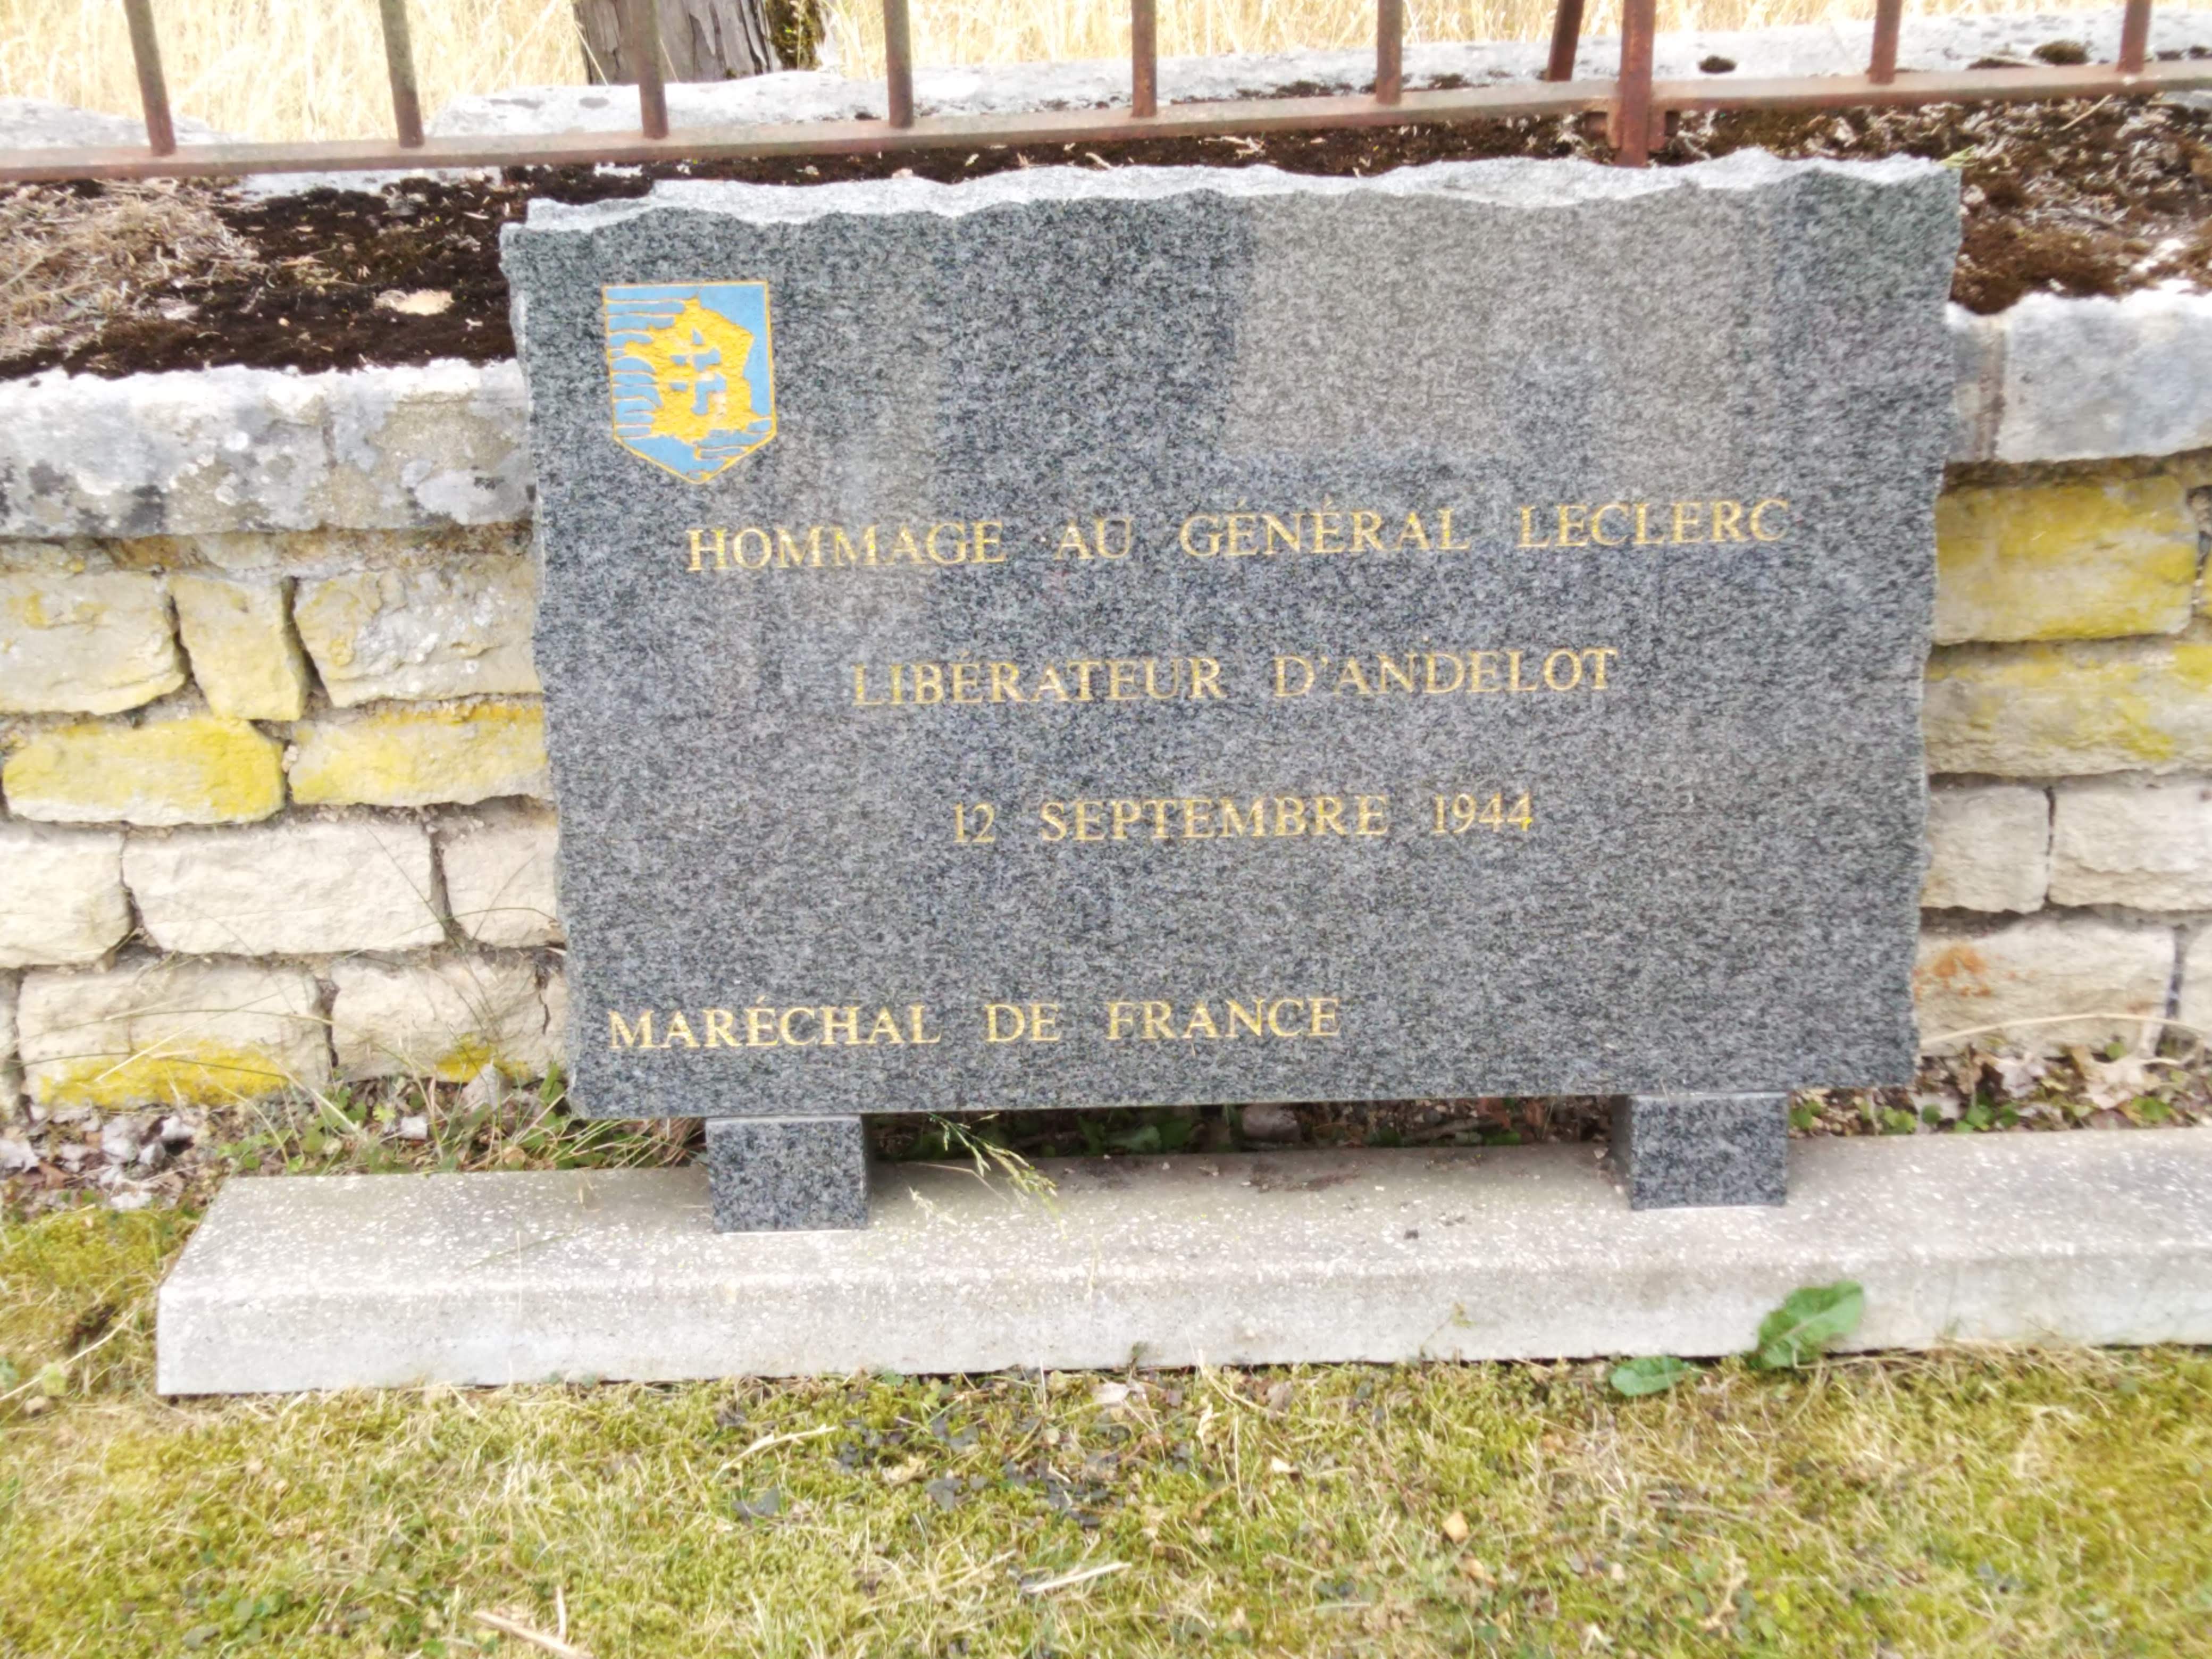 HOMMAGE AU GÉNÉRAL LECLERC
LIBÉRATEUR D'ANDELOT
12 SEPTEMBRE 1944
MARÉCHAL DE FRANCE